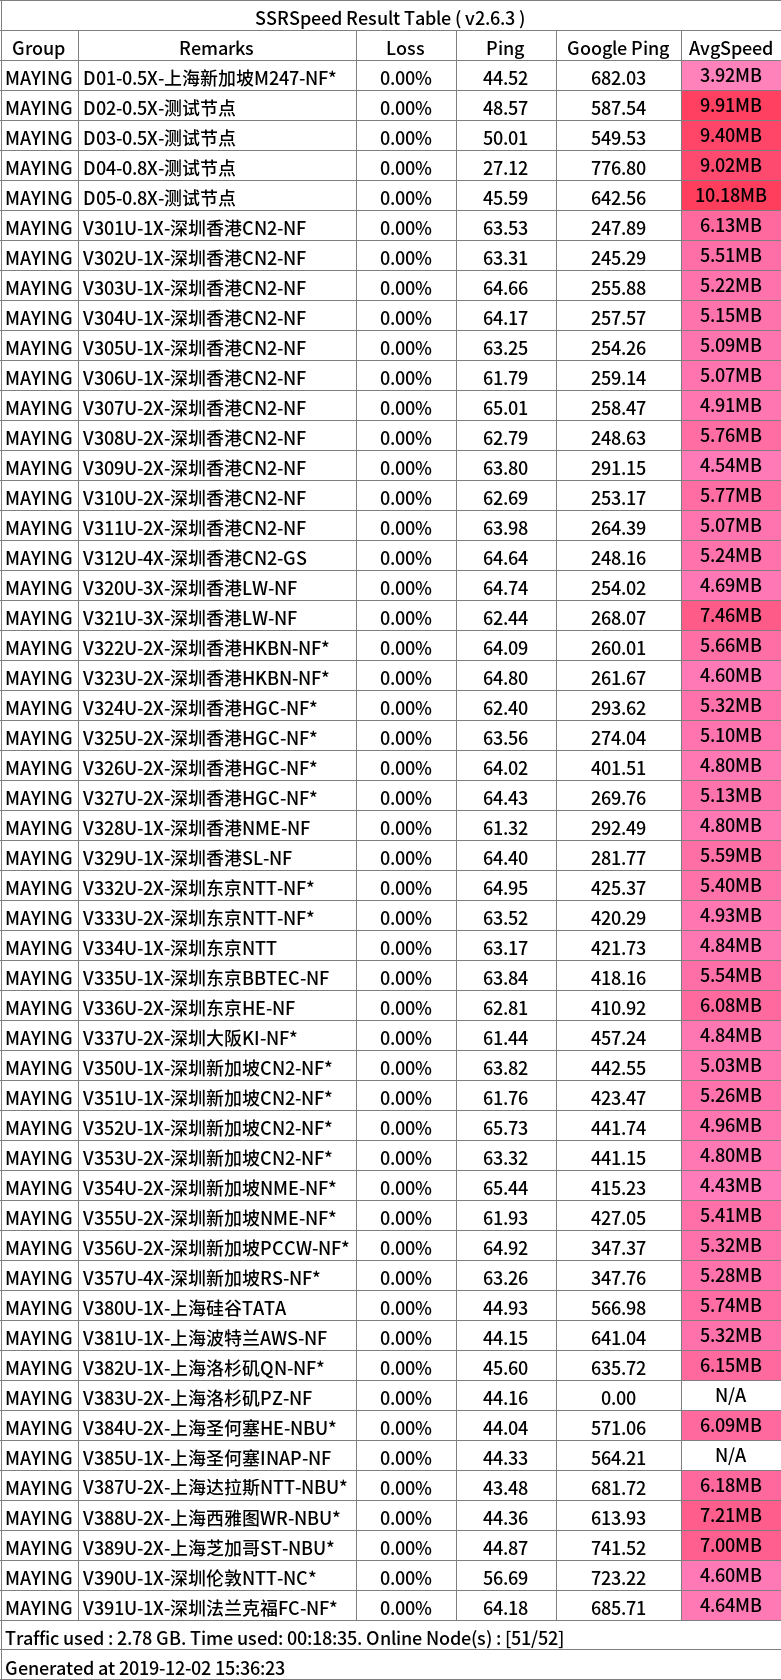 SSRSpeed Result Table ( v2.6.3 )
Group Remarks Loss Ping Google Ping AvgSpeed
MAYING D01-0.5X-上海新加坡M247-NF* 0.00% 44.52 682.03 3.92MB
MAYING D02-0.5X-测试节点 0.00% 48.57 587.54 9.91MB
MAYING D03-0.5X-测试节点 0.00% 50.01 549.53 9.40MB
MAYING D04-0.8X-测试节点 0.00% 27.12 776.80 9.02MB
MAYING D05-0.8X-测试节点 0.00% 45.59 642.56 10.18MB
MAYING V301U-1X-深圳香港CN2-NF 0.00% 63.53 247.89 6.13MB
MAYING V302U-1X-深圳香港CN2-NF 0.00% 63.31 245.29 5.51MB
MAYING V303U-1X-深圳香港CN2-NF 0.00% 64.66 255.88 5.22MB
MAYING V304U-1X-深圳香港CN2-NF 0.00% 64.17 257.57 5.15MB
MAYING V305U-1X-深圳香港CN2-NF 0.00% 63.25 254.26 5.09MB
MAYING V306U-1X-深圳香港CN2-NF 0.00% 61.79 259.14 5.07MB
MAYING V307U-2X-深圳香港CN2-NF 0.00% 65.01 258.47 4.91MB
MAYING V308U-2X-深圳香港CN2-NF 0.00% 62.79 248.63 5.76MB
MAYING V309U-2X-深圳香港CN2-NF 0.00% 63.80 291.15 4.54MB
MAYING V310U-2X-深圳香港CN2-NF 0.00% 62.69 253.17 5.77MB
MAYING V311U-2X-深圳香港CN2-NF 0.00% 63.98 264.39 5.07MB
MAYING V312U-4X-深圳香港CN2-GS 0.00% 64.64 248.16 5.24MB
MAYING V320U-3X-深圳香港LW-NF 0.00% 64.74 254.02 4.69MB
MAYING V321U-3X-深圳香港LW-NF 0.00% 62.44 268.07 7.46MB
MAYING V322U-2X-深圳香港HKBN-NF* 0.00% 64.09 260.01 5.66MB
MAYING V323U-2X-深圳香港HKBN-NF* 0.00% 64.80 261.67 4.60MB
MAYING V324U-2X-深圳香港HGC-NF* 0.00% 62.40 293.62 5.32MB
MAYING V325U-2X-深圳香港HGC-NF* 0.00% 63.56 274.04 5.10MB
MAYING V326U-2X-深圳香港HGC-NF* 0.00% 64.02 401.51 4.80MB
MAYING V327U-2X-深圳香港HGC-NF* 0.00% 64.43 269.76 5.13MB
MAYING V328U-1X-深圳香港NME-NF 0.00% 61.32 292.49 4.80MB
MAYING V329U-1X-深圳香港SL-NF 0.00% 64.40 281.77 5.59MB
MAYING V332U-2X-深圳东京NTT-NF* 0.00% 64.95 425.37 5.40MB
MAYING V333U-2X-深圳东京NTT-NF* 0.00% 63.52 420.29 4.93MB
MAYING V334U-1X-深圳东京NTT 0.00% 63.17 421.73 4.84MB
MAYING V335U-1X-深圳东京BBTEC-NF 0.00% 63.84 418.16 5.54MB
MAYING V336U-2X-深圳东京HE-NF 0.00% 62.81 410.92 6.08MB
MAYING V337U-2X-深圳大阪KI-NF* 0.00% 61.44 457.24 4.84MB
MAYING V350U-1X-深圳新加坡CN2-NF* 0.00% 63.82 442.55 5.03MB
MAYING V351U-1X-深圳新加坡CN2-NF* 0.00% 61.76 423.47 5.26MB
MAYING V352U-1X-深圳新加坡CN2-NF* 0.00% 65.73 441.74 4.96MB
MAYING V353U-2X-深圳新加坡CN2-NF* 0.00% 63.32 441.15 4.80MB
MAYING V354U-2X-深圳新加坡NME-NF* 0.00% 65.44 415.23 4.43MB
MAYING V355U-2X-深圳新加坡NME-NF* 0.00% 61.93 427.05 5.41MB
MAYING V356U-2X-深圳新加坡PCCW-NF* 0.00% 64.92 347.37 5.32MB
MAYING V357U-4X-深圳新加坡RS-NF* 0.00% 63.26 347.76 5.28MB
MAYING V380U-1X-上海硅谷TATA 0.00% 44.93 566.98 5.74MB
MAYING V381U-1X-上海波特兰AWS-NF 0.00% 44.15 641.04 5.32MB
MAYING V382U-1X-上海洛杉矶QN-NF* 0.00% 45.60 635.72 6.15MB
MAYING V383U-2X-上海洛杉矶PZ-NF 0.00% 44.16 0.00 N/A
MAYING V384U-2X-上海圣何塞HE-NBU* 0.00% 44.04 571.06 6.09MB
MAYING V385U-1X-上海圣何塞INAP-NF 0.00% 44.33 564.21 N/A
MAYING V387U-2X-上海达拉斯NTT-NBU* 0.00% 43.48 681.72 6.18MB
MAYING V388U-2X-上海西雅图WR-NBU* 0.00% 44.36 613.93 7.21MB
MAYING V389U-2X-上海芝加哥ST-NBU* 0.00% 44.87 741.52 7.00MB
MAYING V390U-1X-深圳伦敦NTT-NC* 0.00% 56.69 723.22 4.60MB
MAYING V391U-1X-深圳法兰克福FC-NF* 0.00% 64.18 685.71 4.64MB
Traffic used : 2.78 GB. Time used: 00:18:35. Online Node(s) : [51/52]
Generated at 2019-12-02 15:36:23